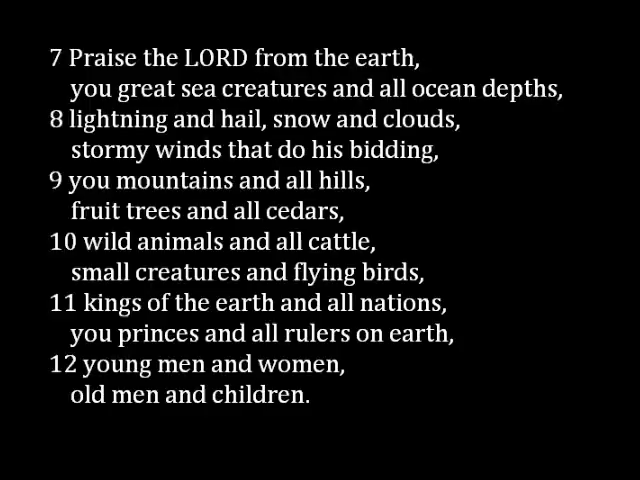 7 Praise the LORD from the earth,
you great sea creatures and all ocean depths,
8 lightning and hail, snow and clouds,
stormy winds that do his bidding,
9 you mountains and all hills,
fruit trees and all cedars,
10 wild animals and all cattle,
small creatures and flying birds,
11 kings of the earth and all nations,
you princes and all rulers on earth,
12 young men and women,
old men and children.